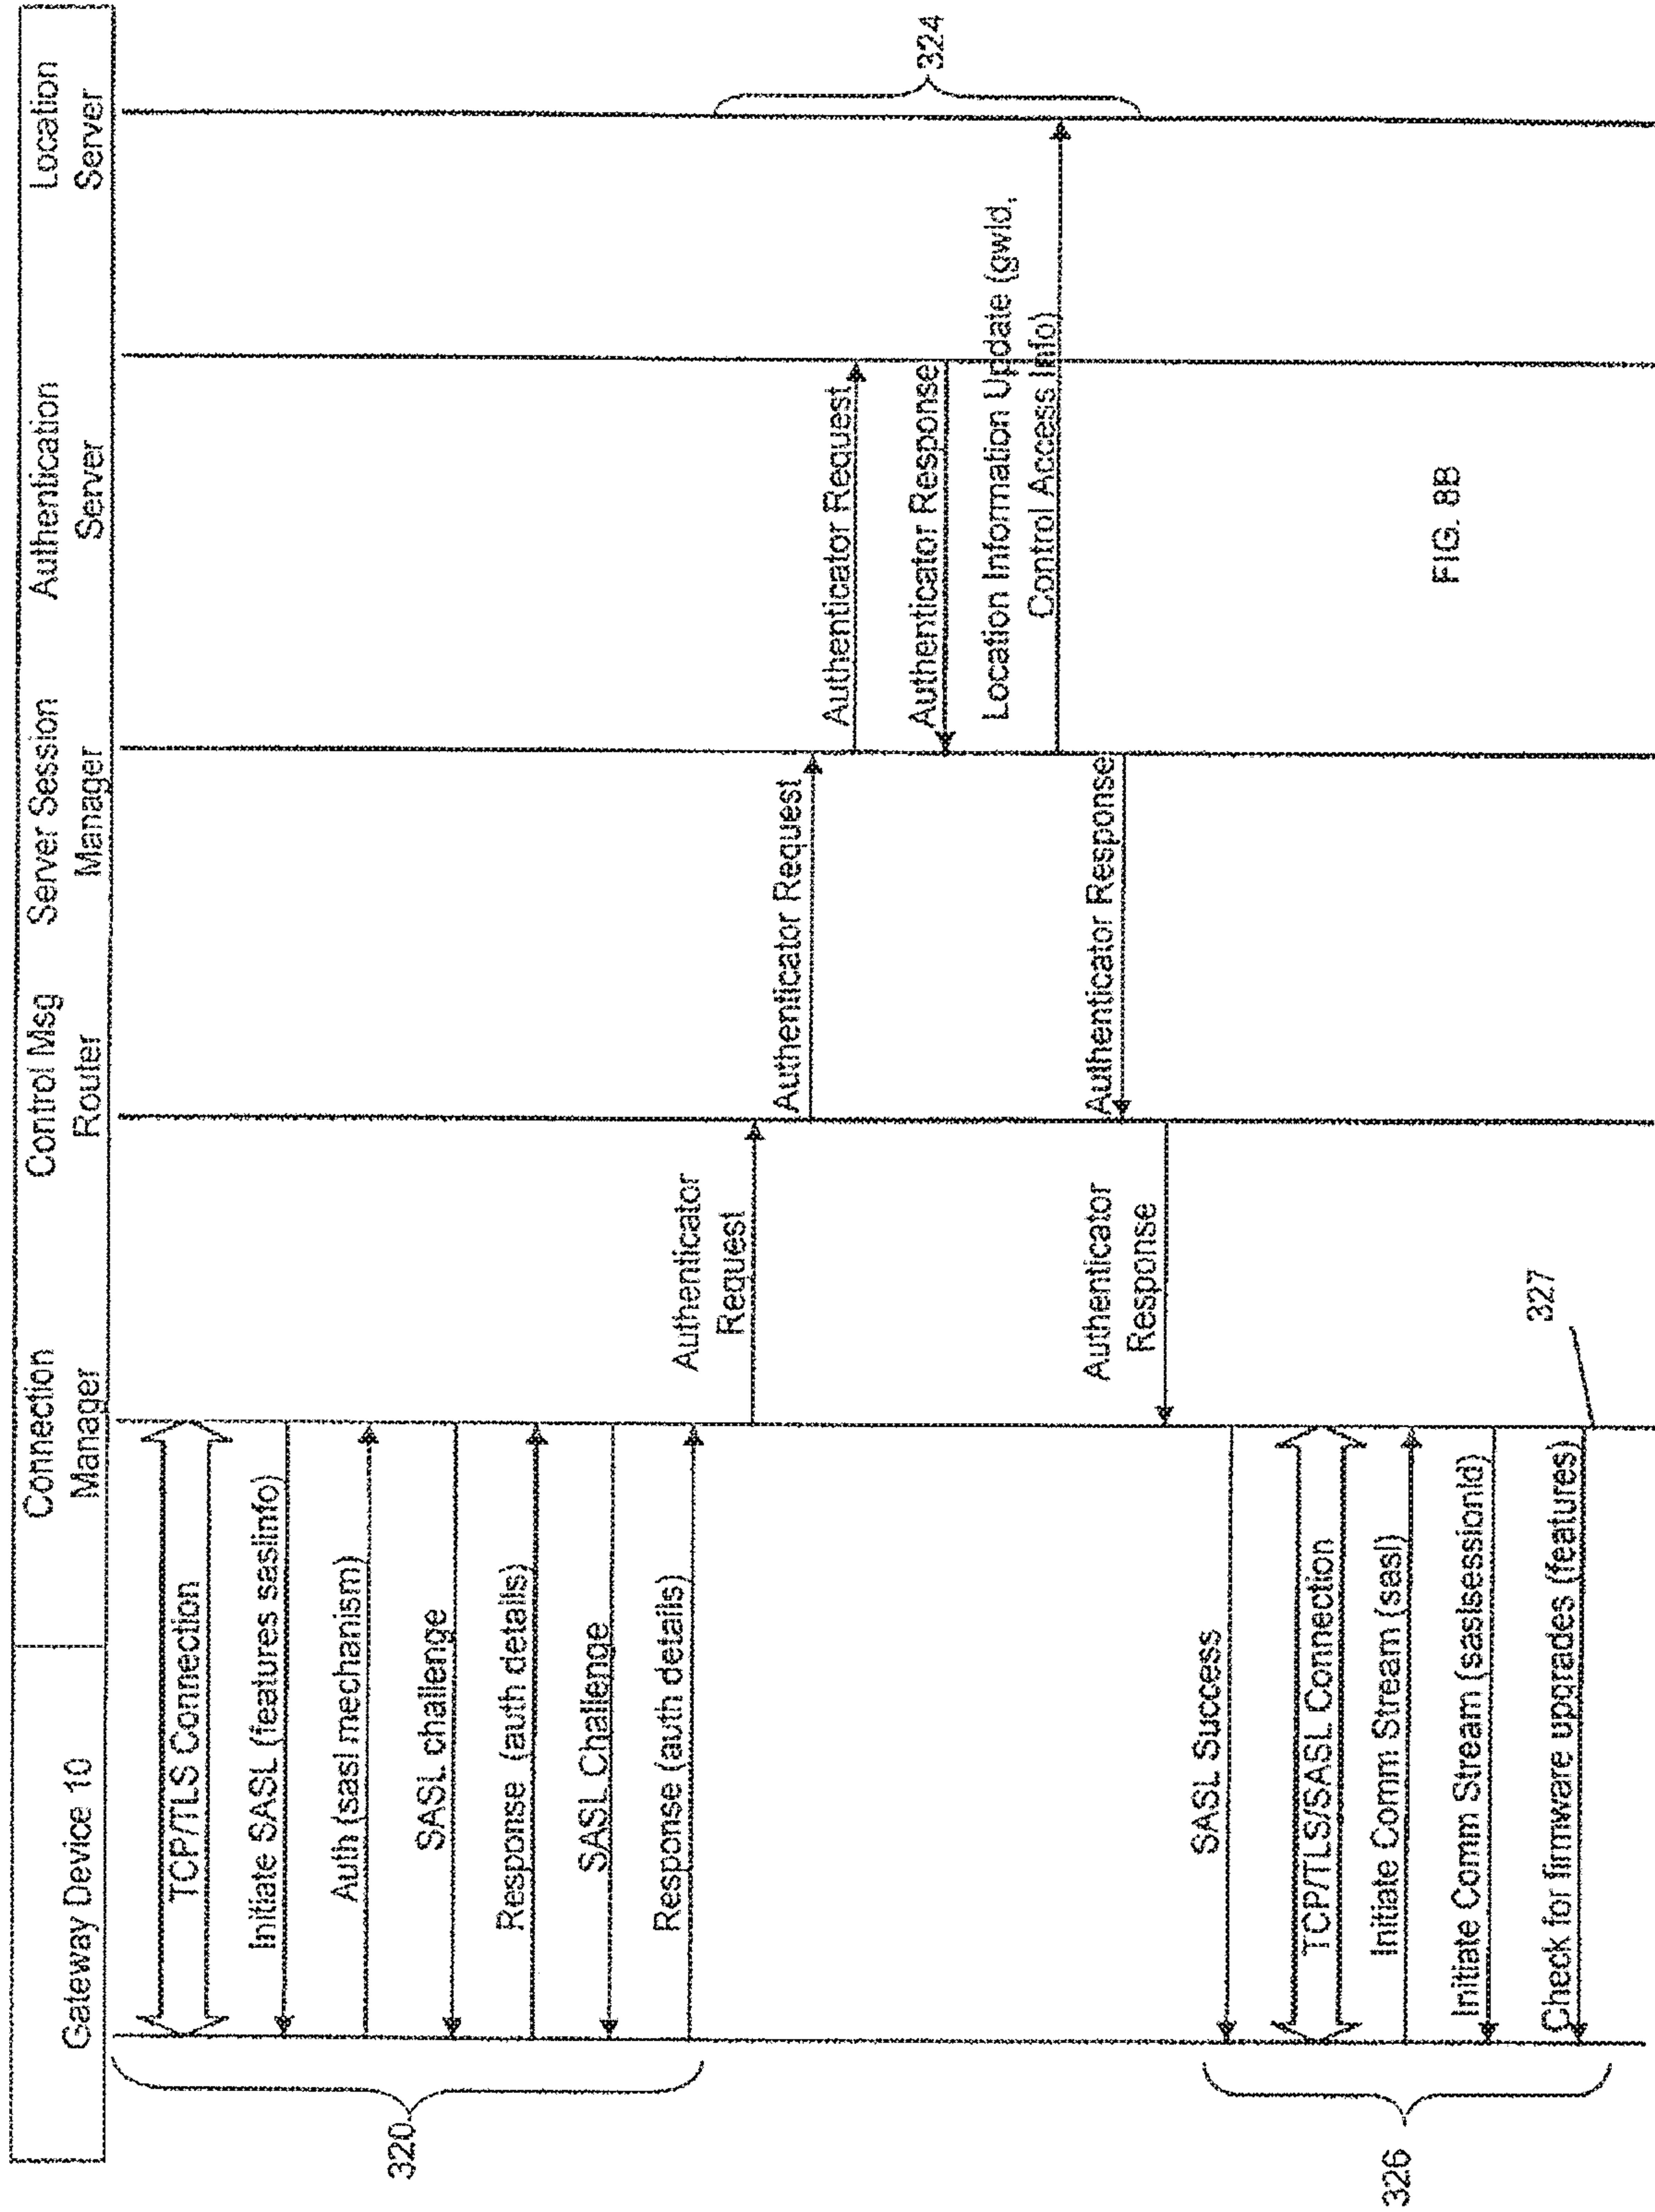 Gateway Device 10
Connection
Manager
Control Msg
Router
Server Session
Manager
Authentication
Server
Location
Server
TCP/TLS Connection
Initiate SASL (features saslinfo)
Auth (sasl mechanism)
SASL challenge
Response (auth details)
SASL Challenge
Response (auth details)
320
Authenticator
Request
Authenticator Request
Authenticator Request
Authenticator Response
Location Information Update (gwId,
Control Access Info)
324
Authenticator Response
Authenticator
Response
SASL Success
TCP/TLS/SASL Connection
Initiate Comm Stream (sasl)
Initiate Comm Stream (saslsessionId)
Check for firmware upgrades (features)
326
327
FIG. 8B